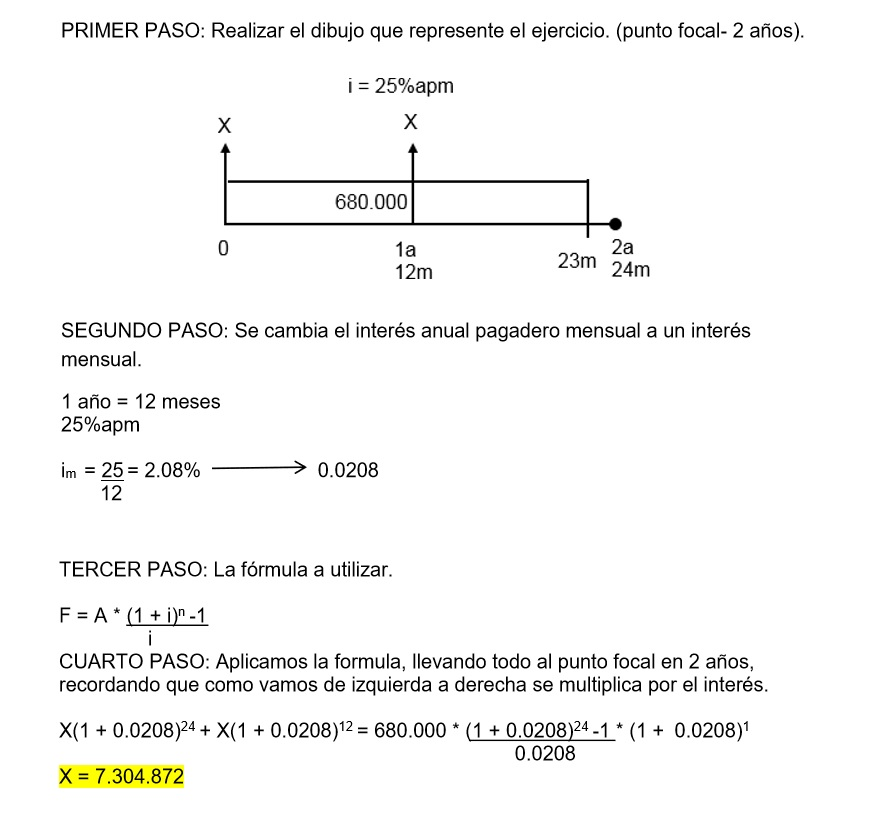 PRIMER PASO: Realizar el dibujo que represente el ejercicio. (punto focal- 2 años).
i = 25%apm
X X
680.000
0 1a 23m 2a
12m 24m
SEGUNDO PASO: Se cambia el interés anual pagadero mensual a un interés
mensual.
1 año = 12 meses
25%apm
im = 25 = 2.08% → 0.0208
12
TERCER PASO: La fórmula a utilizar.
F = A * (1 + i)ⁿ -1
i
CUARTO PASO: Aplicamos la formula, llevando todo al punto focal en 2 años,
recordando que como vamos de izquierda a derecha se multiplica por el interés.
X(1 + 0.0208)²⁴ + X(1 + 0.0208)¹² = 680.000 * (1 + 0.0208)²⁴ -1 * (1 + 0.0208)¹
0.0208
X = 7.304.872